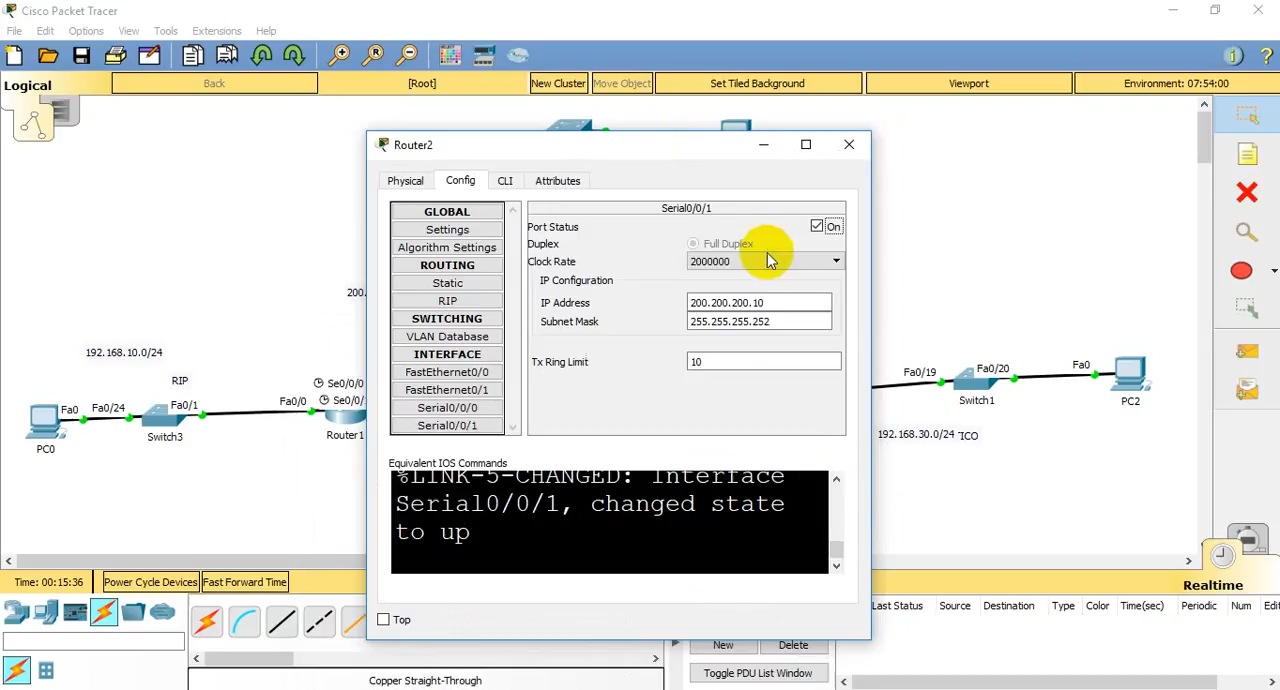 Cisco Packet Tracer
File Edit Options View Tools Extensions Help
Logical
Back
[Root]
New Cluster
Move Object
Set Tiled Background
Viewport
Environment: 07:54:00
Router2
Physical Config CLI Attributes
GLOBAL
Settings
Algorithm Settings
ROUTING
Static
RIP
SWITCHING
VLAN Database
INTERFACE
FastEthernet0/0
FastEthernet0/1
Serial0/0/0
Serial0/0/1
Serial0/0/1
Port Status
On
Duplex
Full Duplex
Clock Rate
2000000
IP Configuration
IP Address
200.200.200.10
Subnet Mask
255.255.255.252
Tx Ring Limit
10
Equivalent IOS Commands
%LINK-5-CHANGED: Interface
Serial0/0/1, changed state
to up
Top
200.
192.168.10.0/24
RIP
Se0/0/0
Se0/0/
Fa0
Fa0/24
Fa0/1
Fa0/0
PC0
Switch3
Router1
Fa0/19
Fa0/20
Fa0
Switch1
PC2
192.168.30.0/24
ICO
Time: 00:15:36
Power Cycle Devices
Fast Forward Time
Realtime
Last Status Source Destination Type Color Time(sec) Periodic Num Edit
New
Delete
Toggle PDU List Window
Copper Straight-Through